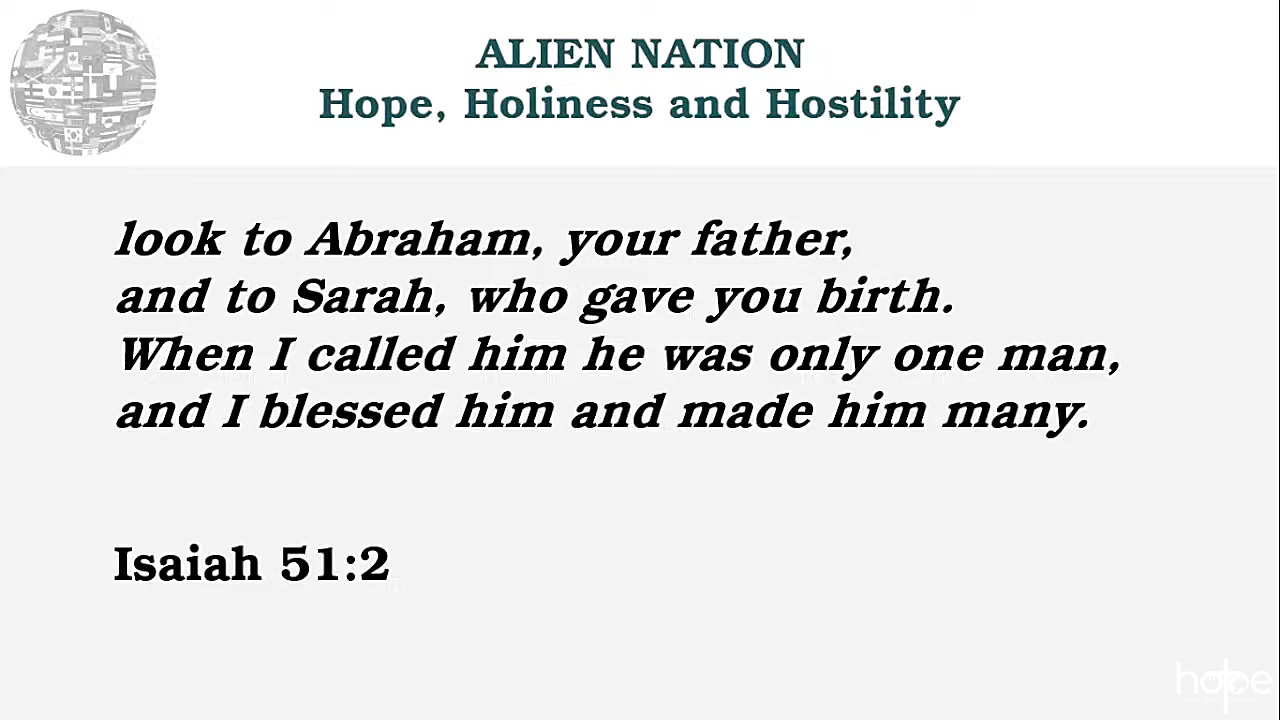 ALIEN NATION
Hope, Holiness and Hostility
look to Abraham, your father,
and to Sarah, who gave you birth.
When I called him he was only one man,
and I blessed him and made him many.
Isaiah 51:2
hope